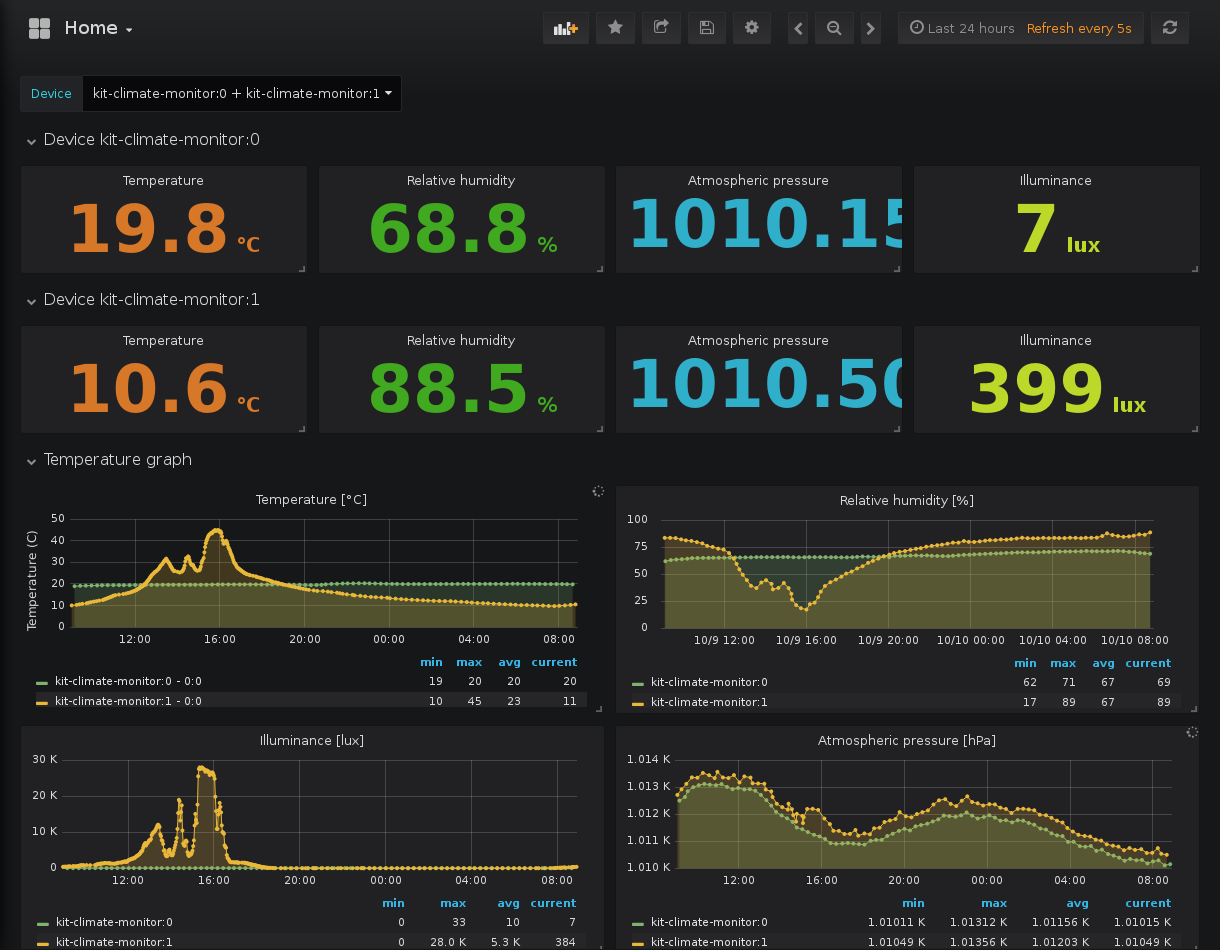 Home
Last 24 hours Refresh every 5s
Device kit-climate-monitor:0 + kit-climate-monitor:1
Device kit-climate-monitor:0
Temperature Relative humidity Atmospheric pressure Illuminance
19.8 °C 68.8 % 1010.15 7 lux
Device kit-climate-monitor:1
Temperature Relative humidity Atmospheric pressure Illuminance
10.6 °C 88.5 % 1010.50 399 lux
Temperature graph
Temperature [°C]
Temperature (C)
50
40
30
20
10
0
12:00 16:00 20:00 00:00 04:00 08:00
min max avg current
kit-climate-monitor:0 - 0:0 19 20 20 20
kit-climate-monitor:1 - 0:0 10 45 23 11
Relative humidity [%]
100
75
50
25
0
10/9 12:00 10/9 16:00 10/9 20:00 10/10 00:00 10/10 04:00 10/10 08:00
min max avg current
kit-climate-monitor:0 62 71 67 69
kit-climate-monitor:1 17 89 67 89
Illuminance [lux]
30 K
20 K
10 K
0
12:00 16:00 20:00 00:00 04:00 08:00
min max avg current
kit-climate-monitor:0 0 33 10 7
kit-climate-monitor:1 0 28.0 K 5.3 K 384
Atmospheric pressure [hPa]
1.014 K
1.013 K
1.012 K
1.011 K
1.010 K
12:00 16:00 20:00 00:00 04:00 08:00
min max avg current
kit-climate-monitor:0 1.01011 K 1.01312 K 1.01156 K 1.01015 K
kit-climate-monitor:1 1.01049 K 1.01356 K 1.01203 K 1.01049 K